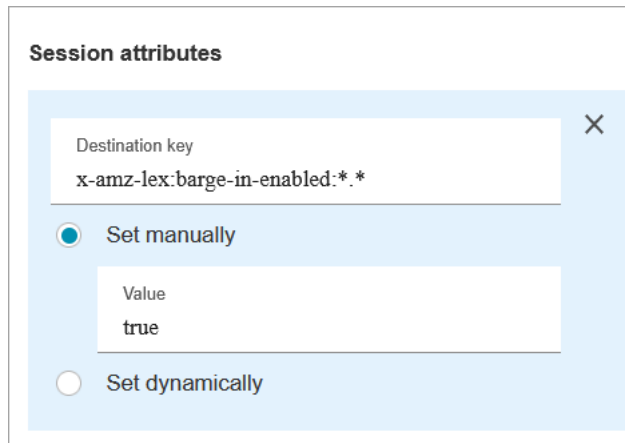 Session attributes
Destination key
x-amz-lex:barge-in-enabled:*.*
Set manually
Value
true
Set dynamically